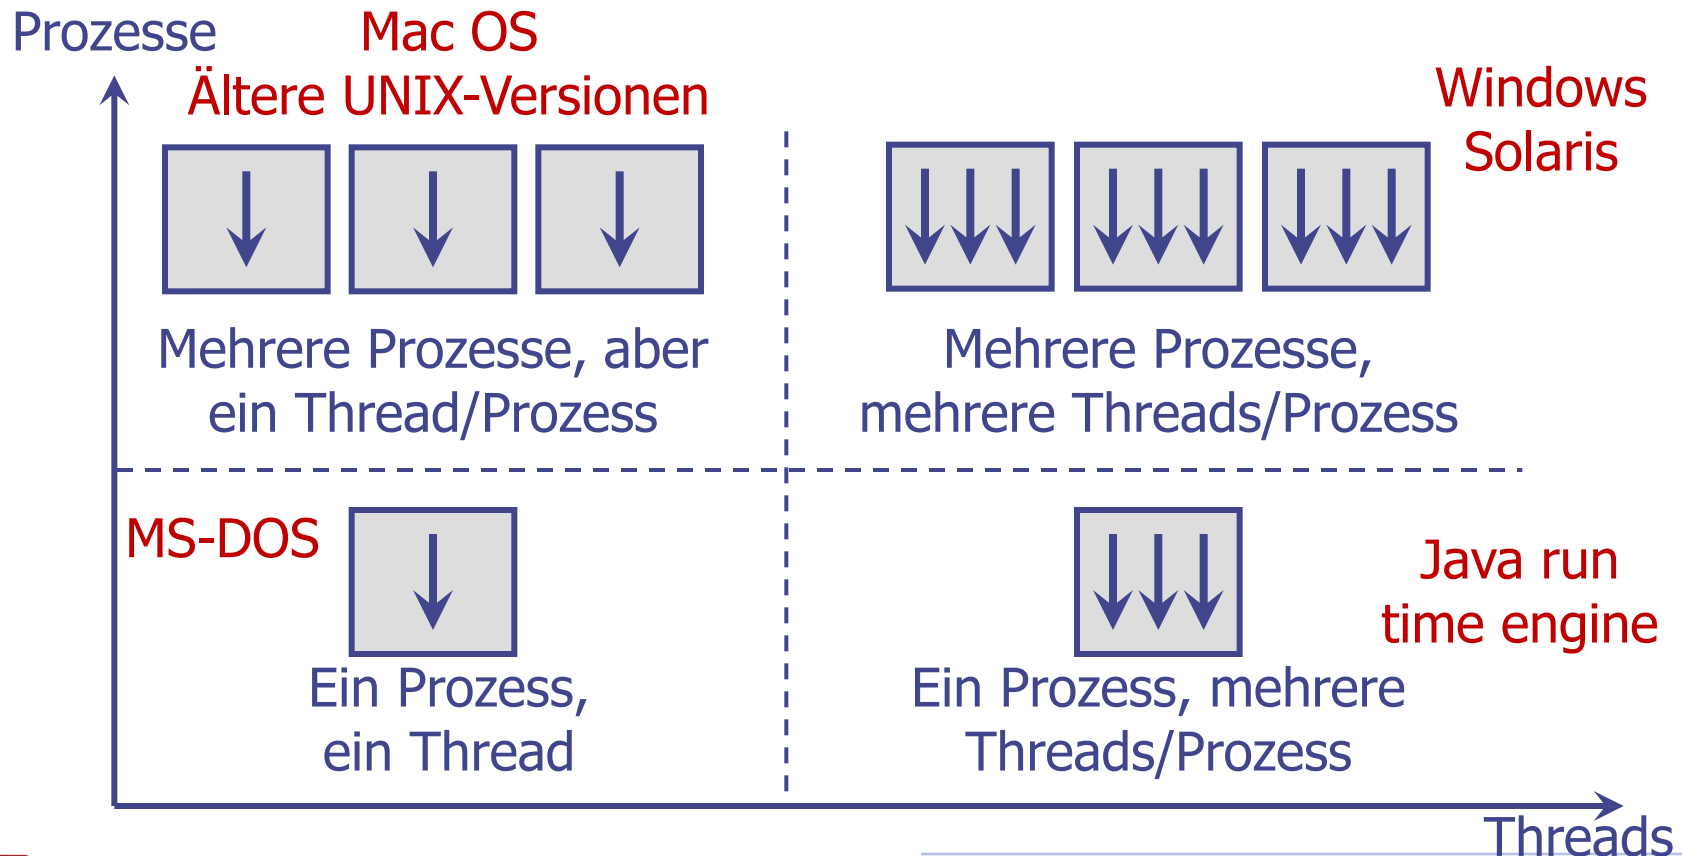 Prozesse
Mac OS
Ältere UNIX-Versionen
Windows
Solaris
Mehrere Prozesse, aber
ein Thread/Prozess
Mehrere Prozesse,
mehrere Threads/Prozess
MS-DOS
Java run
time engine
Ein Prozess,
ein Thread
Ein Prozess, mehrere
Threads/Prozess
Threads